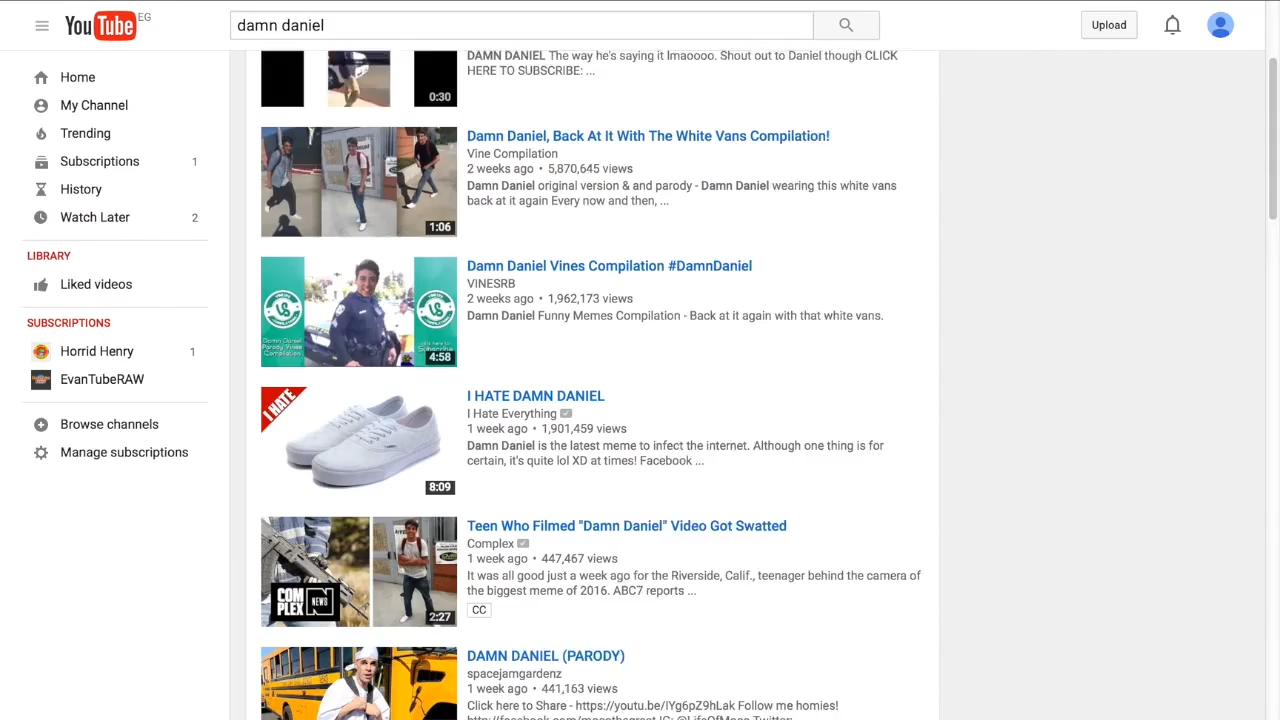 YouTube EG
damn daniel
Upload
Home
My Channel
Trending
Subscriptions 1
History
Watch Later 2
LIBRARY
Liked videos
SUBSCRIPTIONS
Horrid Henry 1
EvanTubeRAW
Browse channels
Manage subscriptions
0:30
DAMN DANIEL The way he's saying it lmaoooo. Shout out to Daniel though CLICK
HERE TO SUBSCRIBE: ...
1:06
Damn Daniel, Back At It With The White Vans Compilation!
Vine Compilation
2 weeks ago • 5,870,645 views
Damn Daniel original version & and parody - Damn Daniel wearing this white vans
back at it again Every now and then, ...
Damn Daniel
Parody Vines
Compilation
4:58
Damn Daniel Vines Compilation #DamnDaniel
VINESRB
2 weeks ago • 1,962,173 views
Damn Daniel Funny Memes Compilation - Back at it again with that white vans.
I HATE
8:09
I HATE DAMN DANIEL
I Hate Everything
1 week ago • 1,901,459 views
Damn Daniel is the latest meme to infect the internet. Although one thing is for
certain, it's quite lol XD at times! Facebook ...
COM
PLEX N NEWS
2:27
Teen Who Filmed "Damn Daniel" Video Got Swatted
Complex
1 week ago • 447,467 views
It was all good just a week ago for the Riverside, Calif., teenager behind the camera of
the biggest meme of 2016. ABC7 reports ...
CC
DAMN DANIEL (PARODY)
spacejamgardenz
1 week ago • 441,163 views
Click here to Share - https://youtu.be/IYg6pZ9hLak Follow me homies!